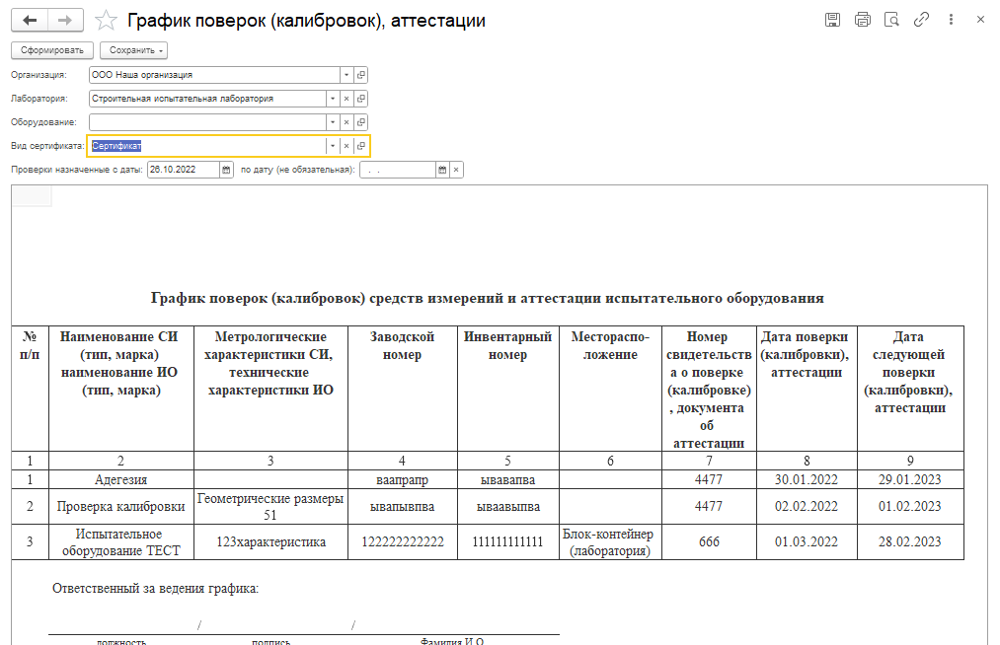 График поверок (калибровок), аттестации
Сформировать Сохранить
Организация: ООО Наша организация
Лаборатория: Строительная испытательная лаборатория
Оборудование:
Вид сертификата: Сертификат
Проверки назначенные с даты: 26.10.2022 по дату (не обязательная): . .
График поверок (калибровок) средств измерений и аттестации испытательного оборудования
№ Наименование СИ Метрологические Заводской Инвентарный Месторaспо- Номер Дата поверки Дата
п/п (тип, марка) характеристики СИ, номер номер ложение свидетельств (калибровки), следующей
наименование ИО технические а о поверке аттестации поверки
(тип, марка) характеристики ИО (калибровке) (калибровки),
, документа аттестации
об
аттестации
1 2 3 4 5 6 7 8 9
1 Адегезия ваапрапр ывавапва 4477 30.01.2022 29.01.2023
2 Проверка калибровки Геометрические размеры 51 ывапывпва ываавыпва 4477 02.02.2022 01.02.2023
3 Испытательное оборудование ТЕСТ 123характеристика 122222222222 111111111111 Блок-контейнер (лаборатория) 666 01.03.2022 28.02.2023
Ответственный за ведения графика:
/ /
должность подпись Фамилия И.О.